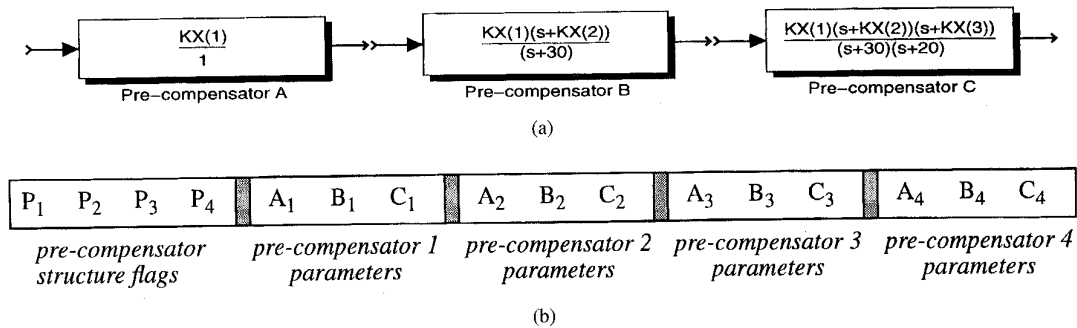 KX(1)
1
Pre-compensator A
KX(1)(s+KX(2))
(s+30)
Pre-compensator B
KX(1)(s+KX(2))(s+KX(3))
(s+30)(s+20)
Pre-compensator C
(a)
P1 P2 P3 P4 A1 B1 C1 A2 B2 C2 A3 B3 C3 A4 B4 C4
pre-compensator structure flags
pre-compensator 1 parameters
pre-compensator 2 parameters
pre-compensator 3 parameters
pre-compensator 4 parameters
(b)